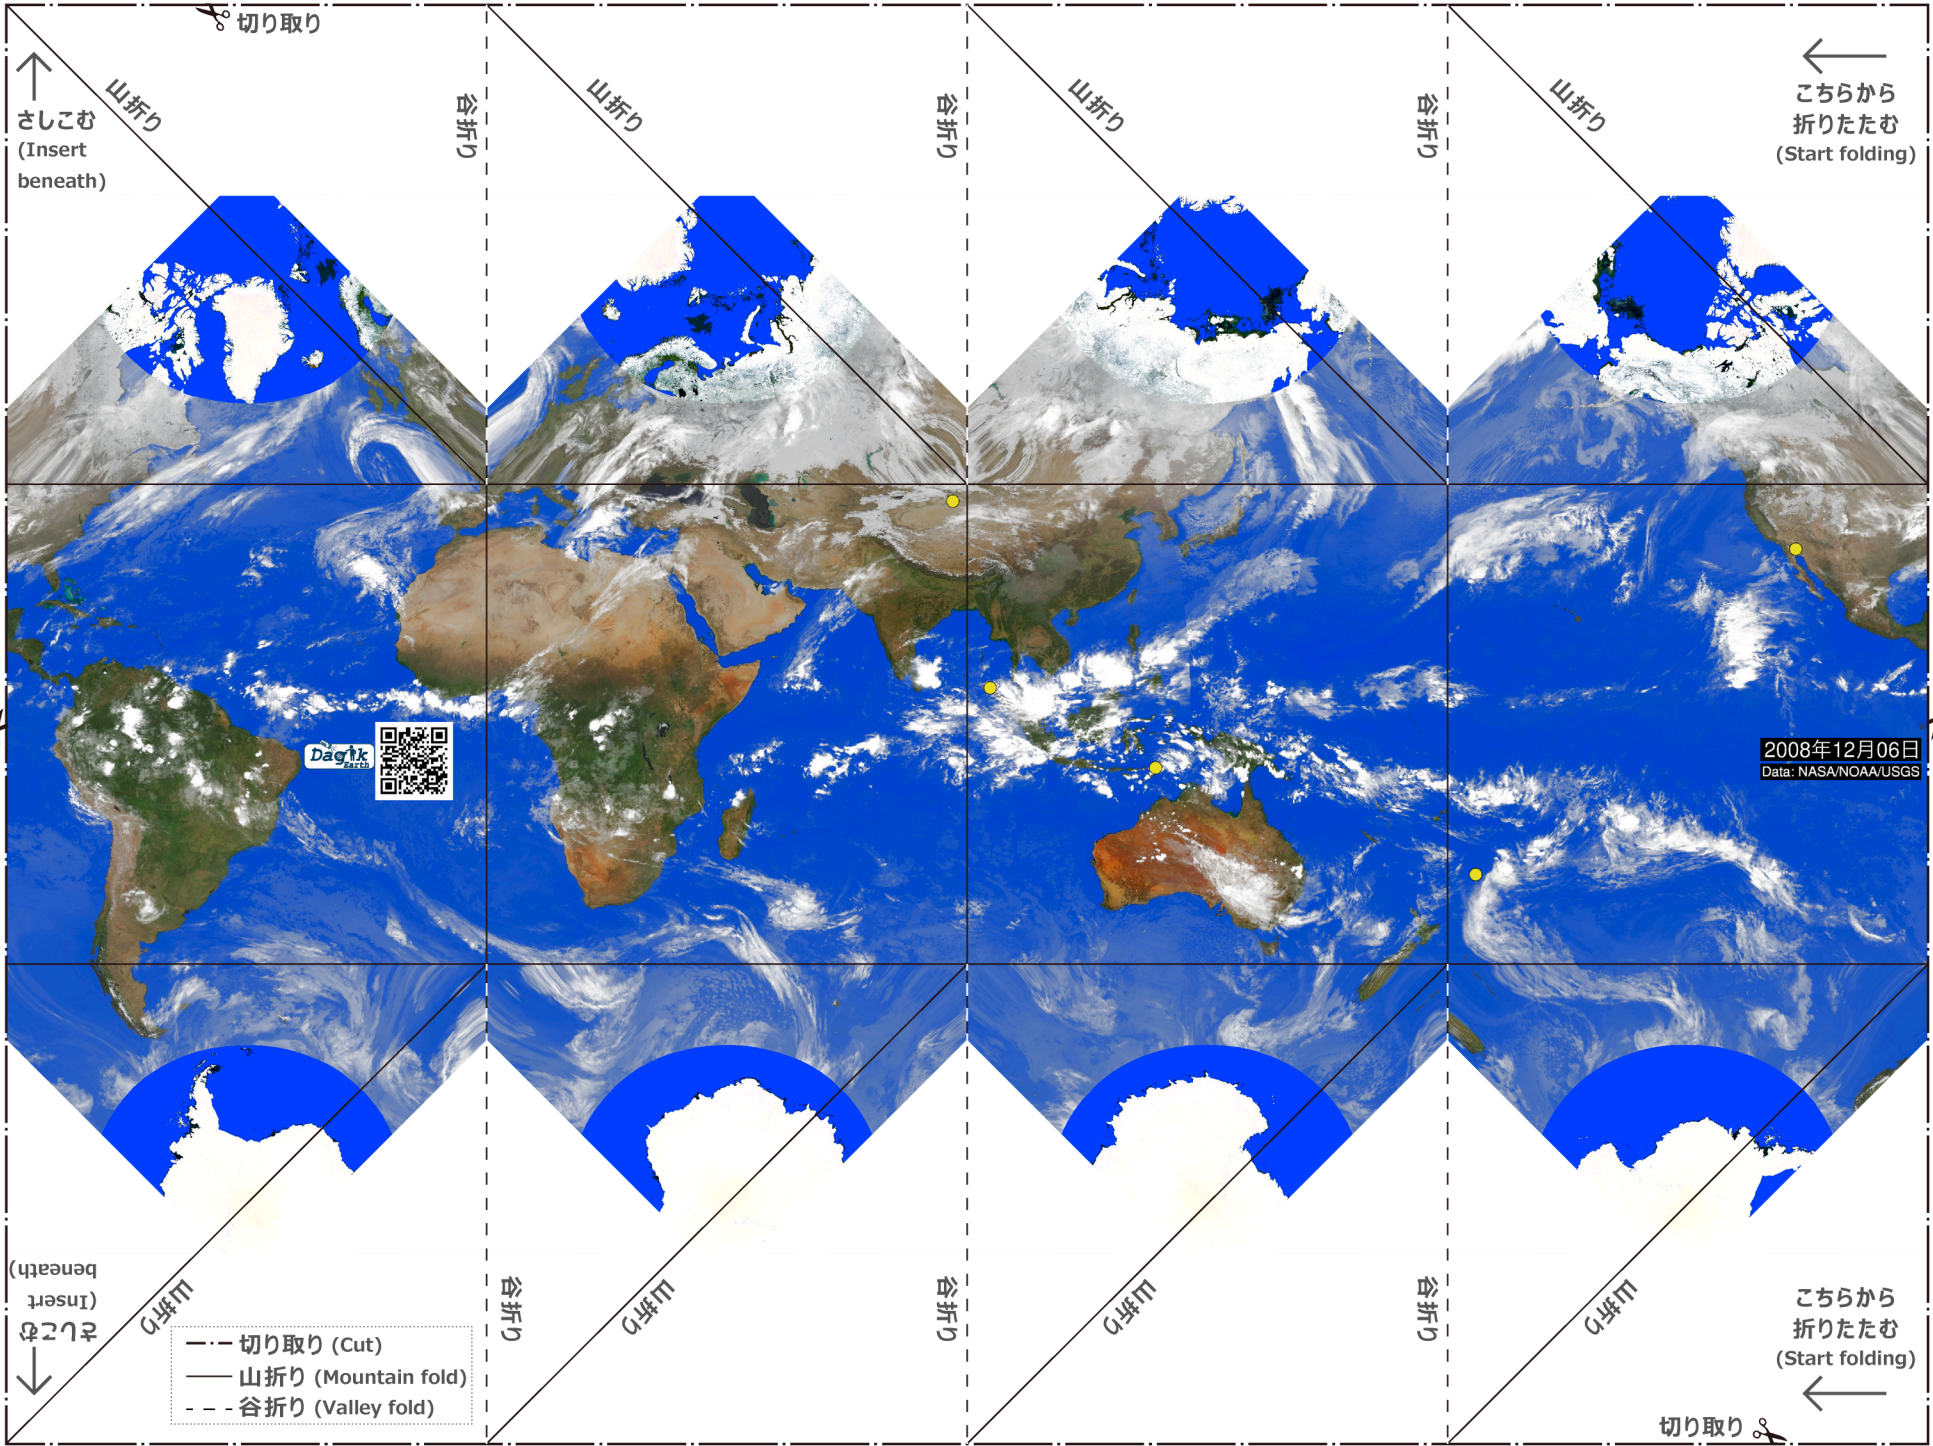 切り取り
さしこむ
(Insert
beneath)
山折り
谷折り
山折り
谷折り
山折り
谷折り
山折り
こちらから
折りたたむ
(Start folding)
Dagik
Earth
2008年12月06日
Data: NASA/NOAA/USGS
さしこむ
(Insert
beneath)
山折り
谷折り
山折り
谷折り
山折り
谷折り
山折り
こちらから
折りたたむ
(Start folding)
切り取り (Cut)
山折り (Mountain fold)
谷折り (Valley fold)
切り取り